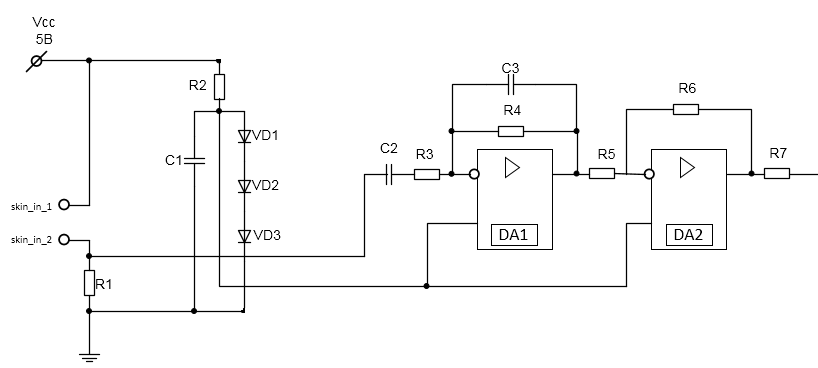 Vcc
5В
R2
C3
R4
R6
VD1
C1
C2
R3
R5
R7
VD2
skin_in_1
skin_in_2
VD3
DA1
DA2
R1